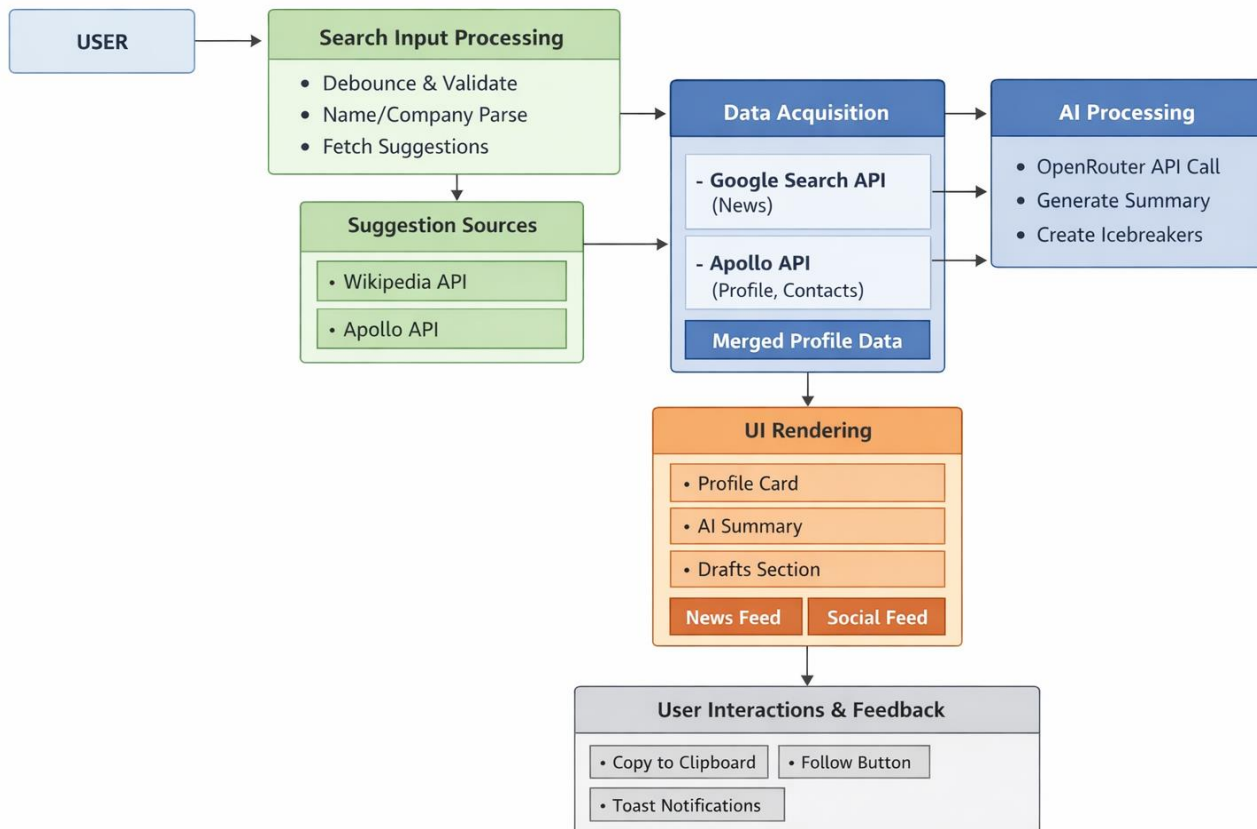 USER
Search Input Processing
• Debounce & Validate
• Name/Company Parse
• Fetch Suggestions
Suggestion Sources
• Wikipedia API
• Apollo API
Data Acquisition
- Google Search API
(News)
- Apollo API
(Profile, Contacts)
Merged Profile Data
AI Processing
• OpenRouter API Call
• Generate Summary
• Create Icebreakers
UI Rendering
• Profile Card
• AI Summary
• Drafts Section
News Feed
Social Feed
User Interactions & Feedback
• Copy to Clipboard
• Follow Button
• Toast Notifications